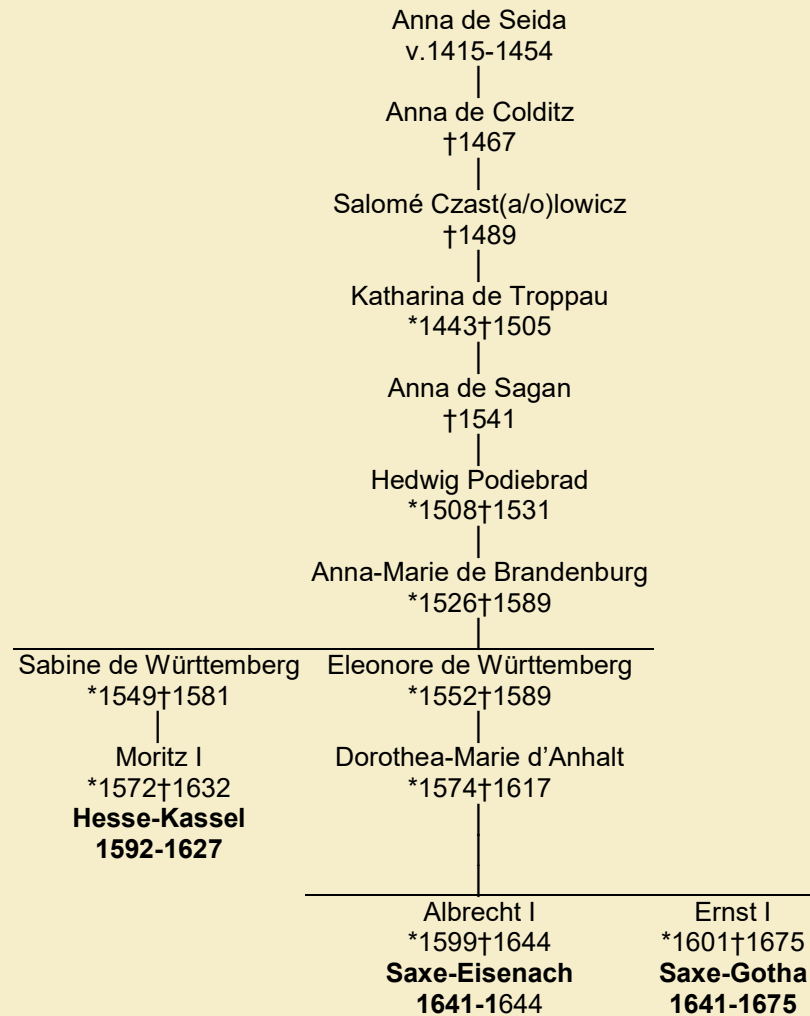 Anna de Seida
v.1415-1454
Anna de Colditz
†1467
Salomé Czast(a/o)lowicz
†1489
Katharina de Troppau
*1443†1505
Anna de Sagan
†1541
Hedwig Podiebrad
*1508†1531
Anna-Marie de Brandenburg
*1526†1589
Sabine de Württemberg Eleonore de Württemberg
*1549†1581 *1552†1589
Moritz I Dorothea-Marie d’Anhalt
*1572†1632 *1574†1617
Hesse-Kassel
1592-1627
Albrecht I Ernst I
*1599†1644 *1601†1675
Saxe-Eisenach Saxe-Gotha
1641-1644 1641-1675